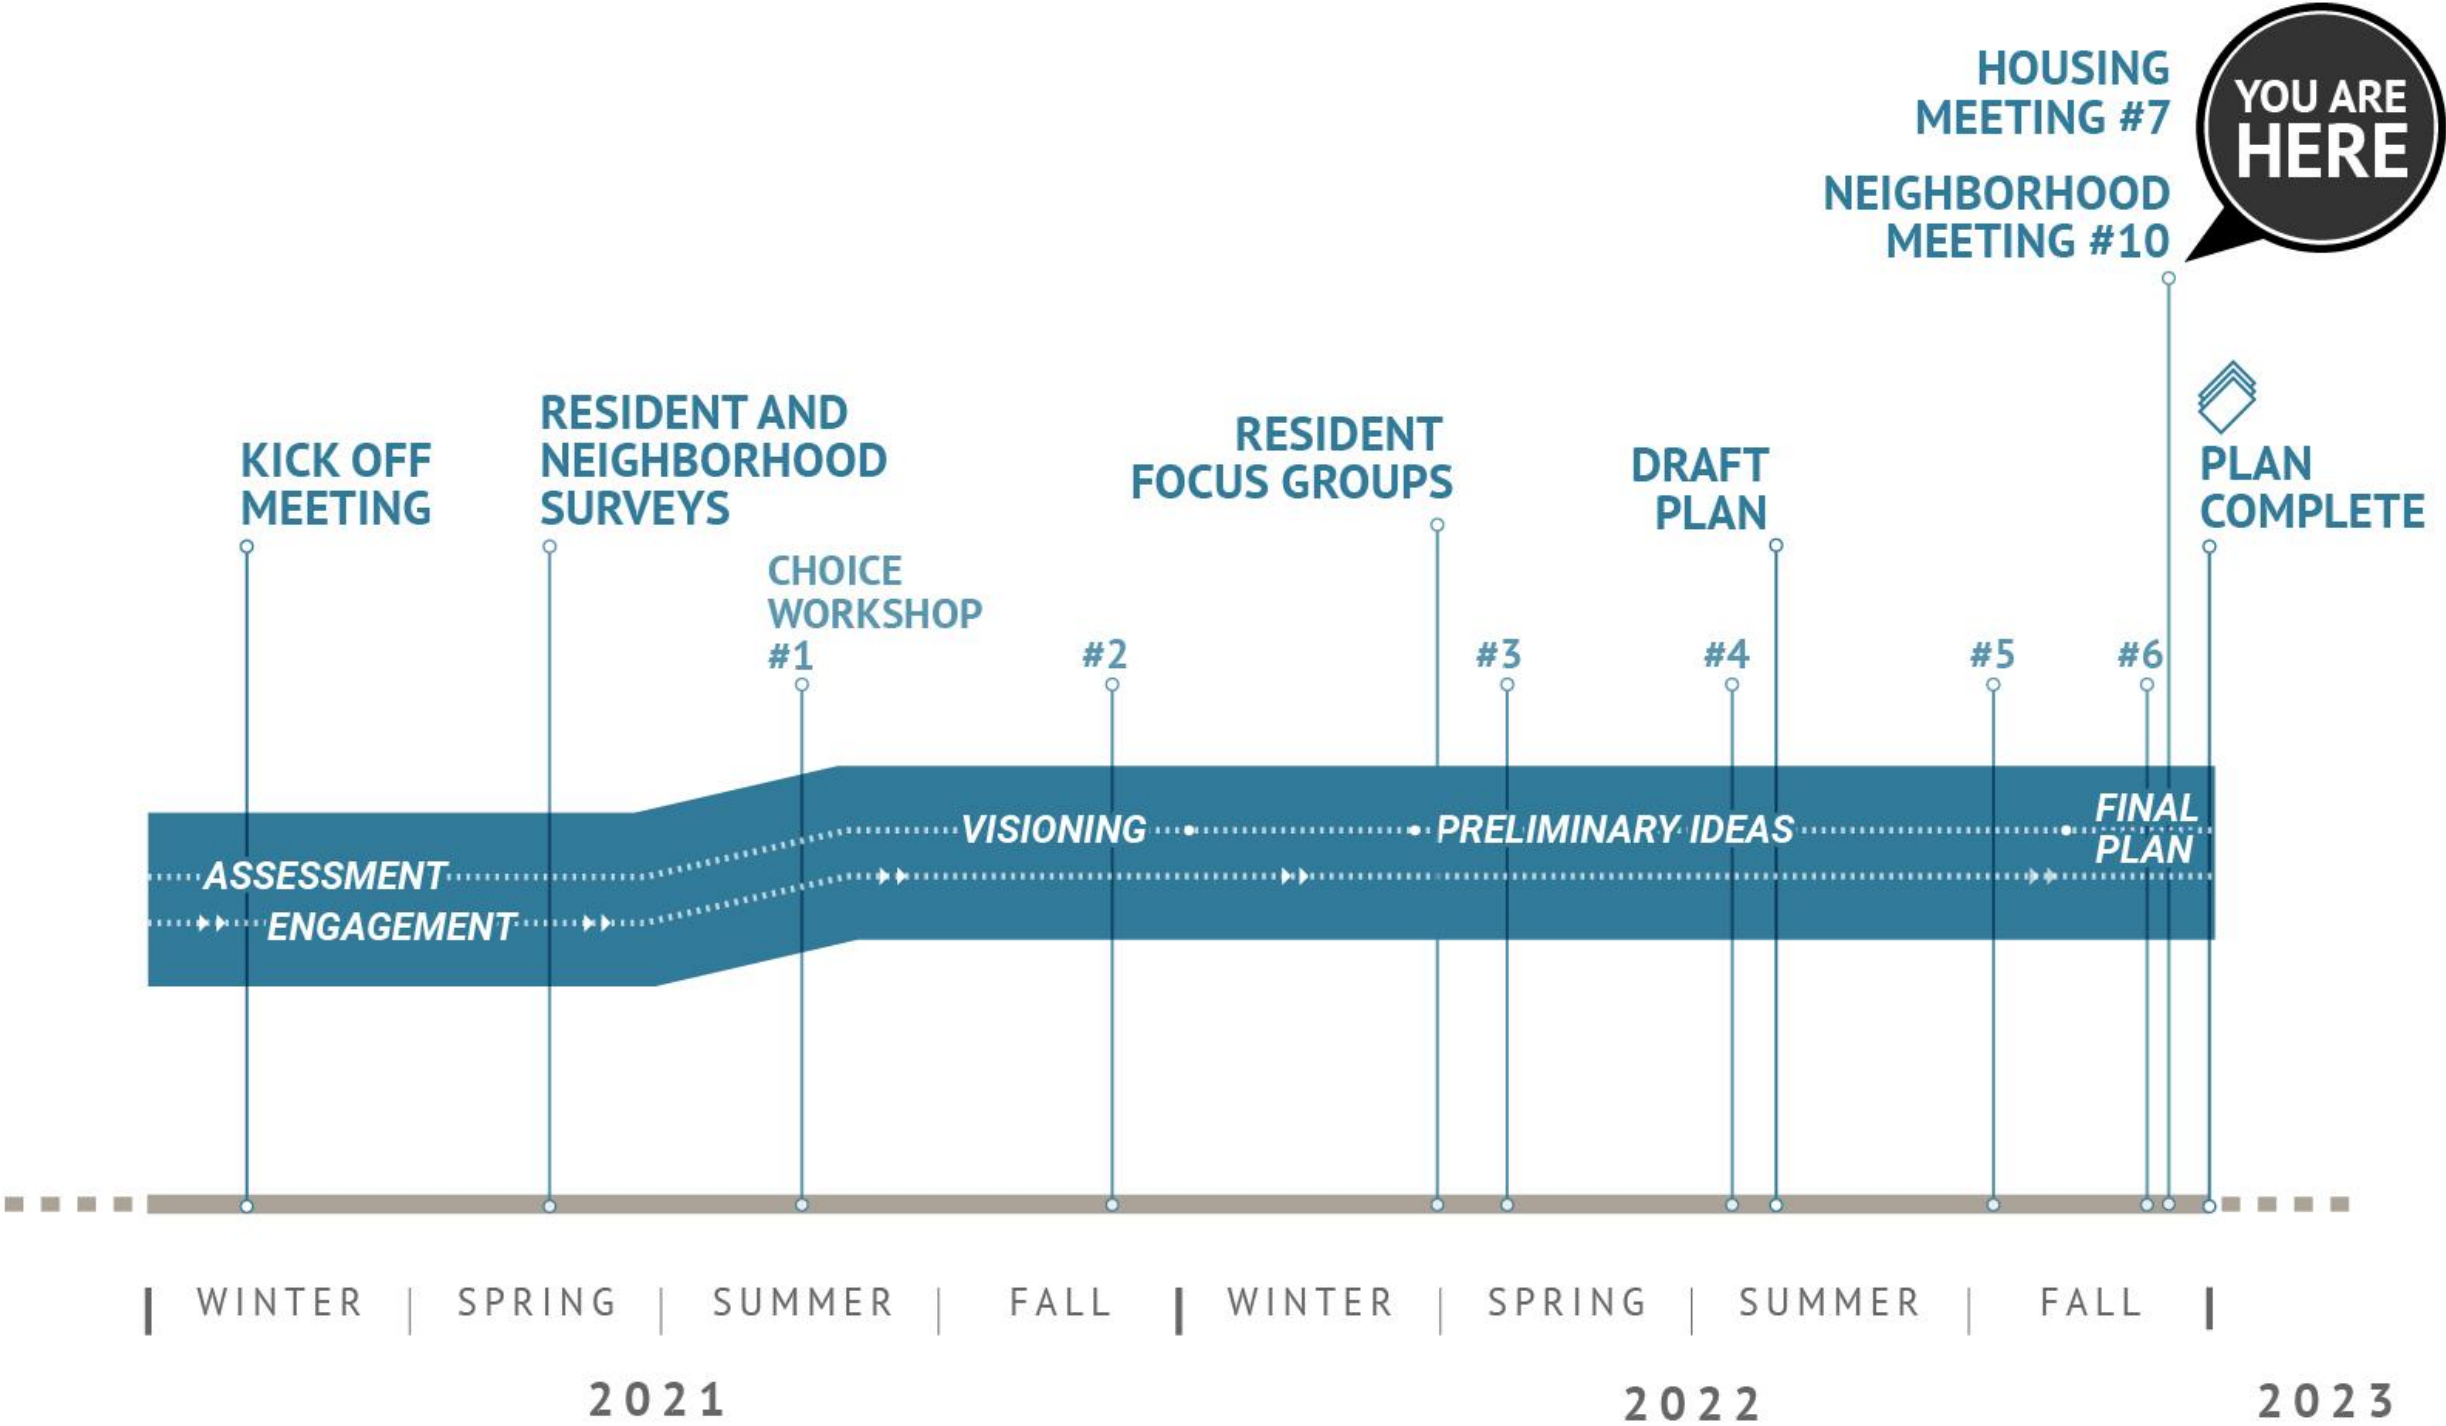 HOUSING
MEETING #7
NEIGHBORHOOD
MEETING #10
YOU ARE
HERE
KICK OFF
MEETING
RESIDENT AND
NEIGHBORHOOD
SURVEYS
CHOICE
WORKSHOP
#1
#2
RESIDENT
FOCUS GROUPS
#3
DRAFT
PLAN
#4
#5
#6
PLAN
COMPLETE
ASSESSMENT
ENGAGEMENT
VISIONING
PRELIMINARY IDEAS
FINAL
PLAN
WINTER
SPRING
SUMMER
FALL
WINTER
SPRING
SUMMER
FALL
2021
2022
2023